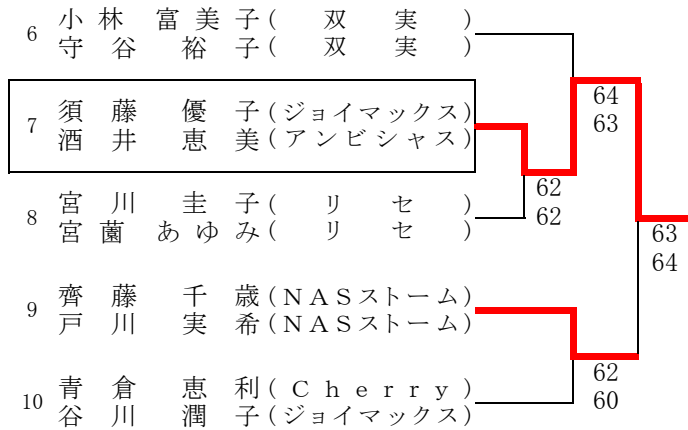 6 小林 富美子(双実)
守谷 裕子(双実)
64
63
7 須藤 優子(ジョイマックス)
酒井 恵美(アンビシャス)
62
62
8 宮川 圭子(リセ)
宮薗 あゆみ(リセ)
63
64
9 齊藤 千歳(NASストーム)
戸川 実希(NASストーム)
62
60
10 青倉 恵利(Cherry)
谷川 潤子(ジョイマックス)